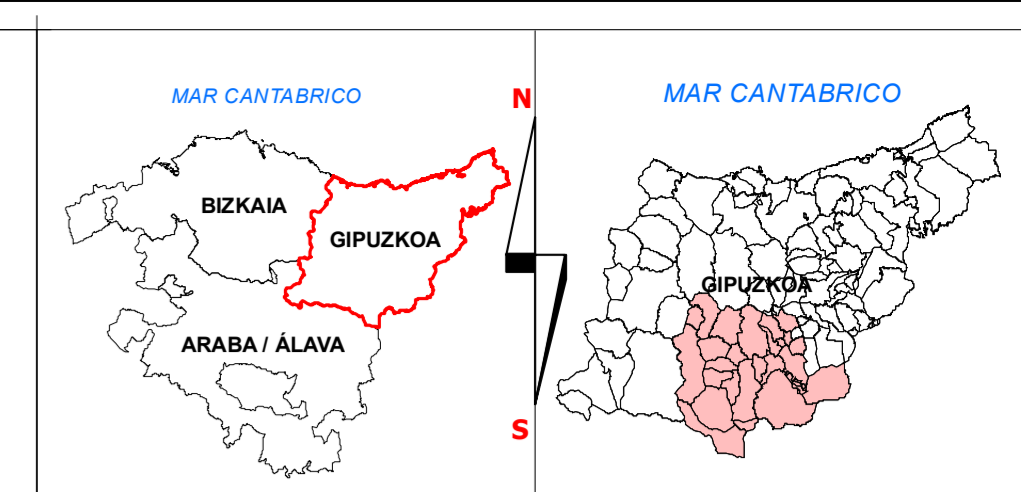 MAR CANTABRICO
BIZKAIA
GIPUZKOA
ARABA / ÁLAVA
N
S
MAR CANTABRICO
GIPUZKOA